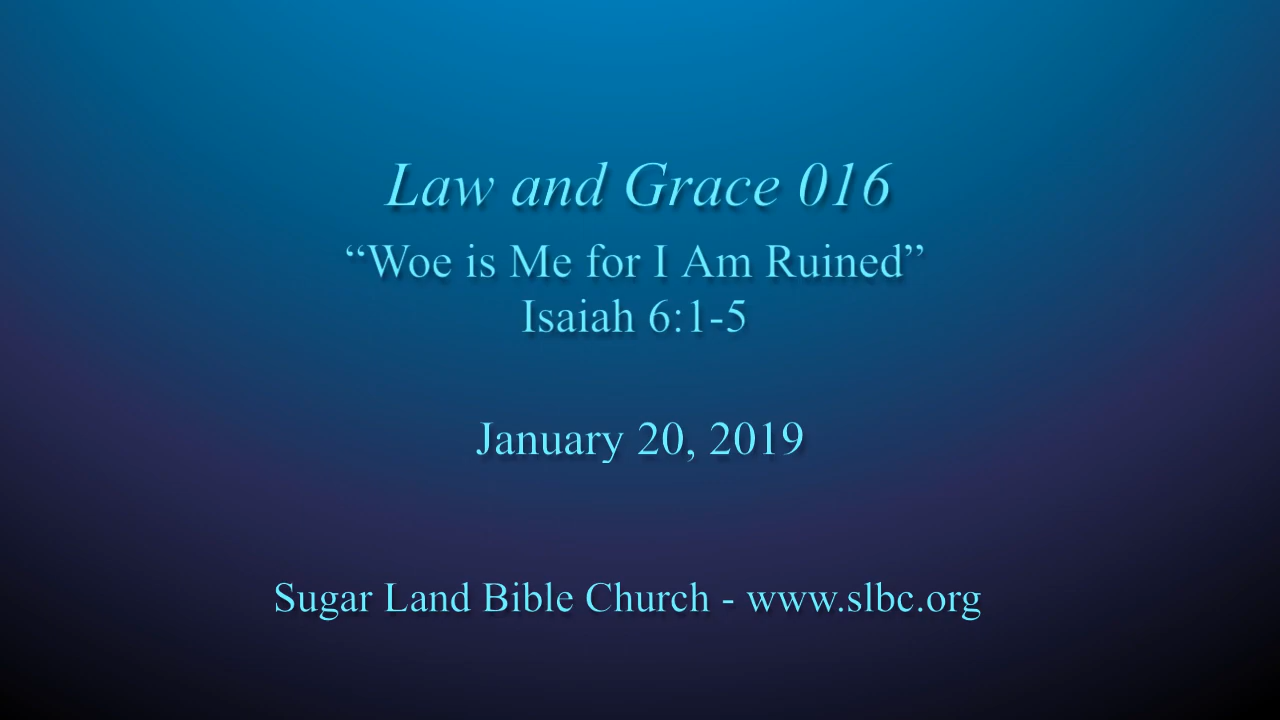 Law and Grace 016
“Woe is Me for I Am Ruined”
Isaiah 6:1-5
January 20, 2019
Sugar Land Bible Church - www.slbc.org